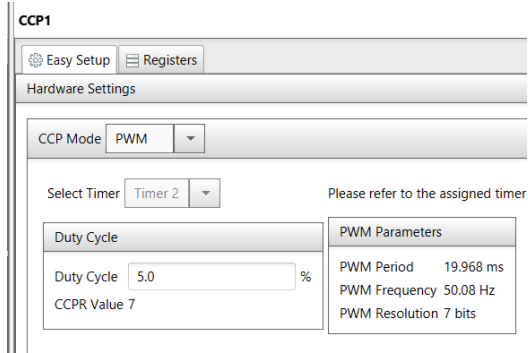 CCP1
Easy Setup Registers
Hardware Settings
CCP Mode PWM
Select Timer Timer 2 Please refer to the assigned timer
Duty Cycle
Duty Cycle 5.0 %
CCPR Value 7
PWM Parameters
PWM Period 19.968 ms
PWM Frequency 50.08 Hz
PWM Resolution 7 bits